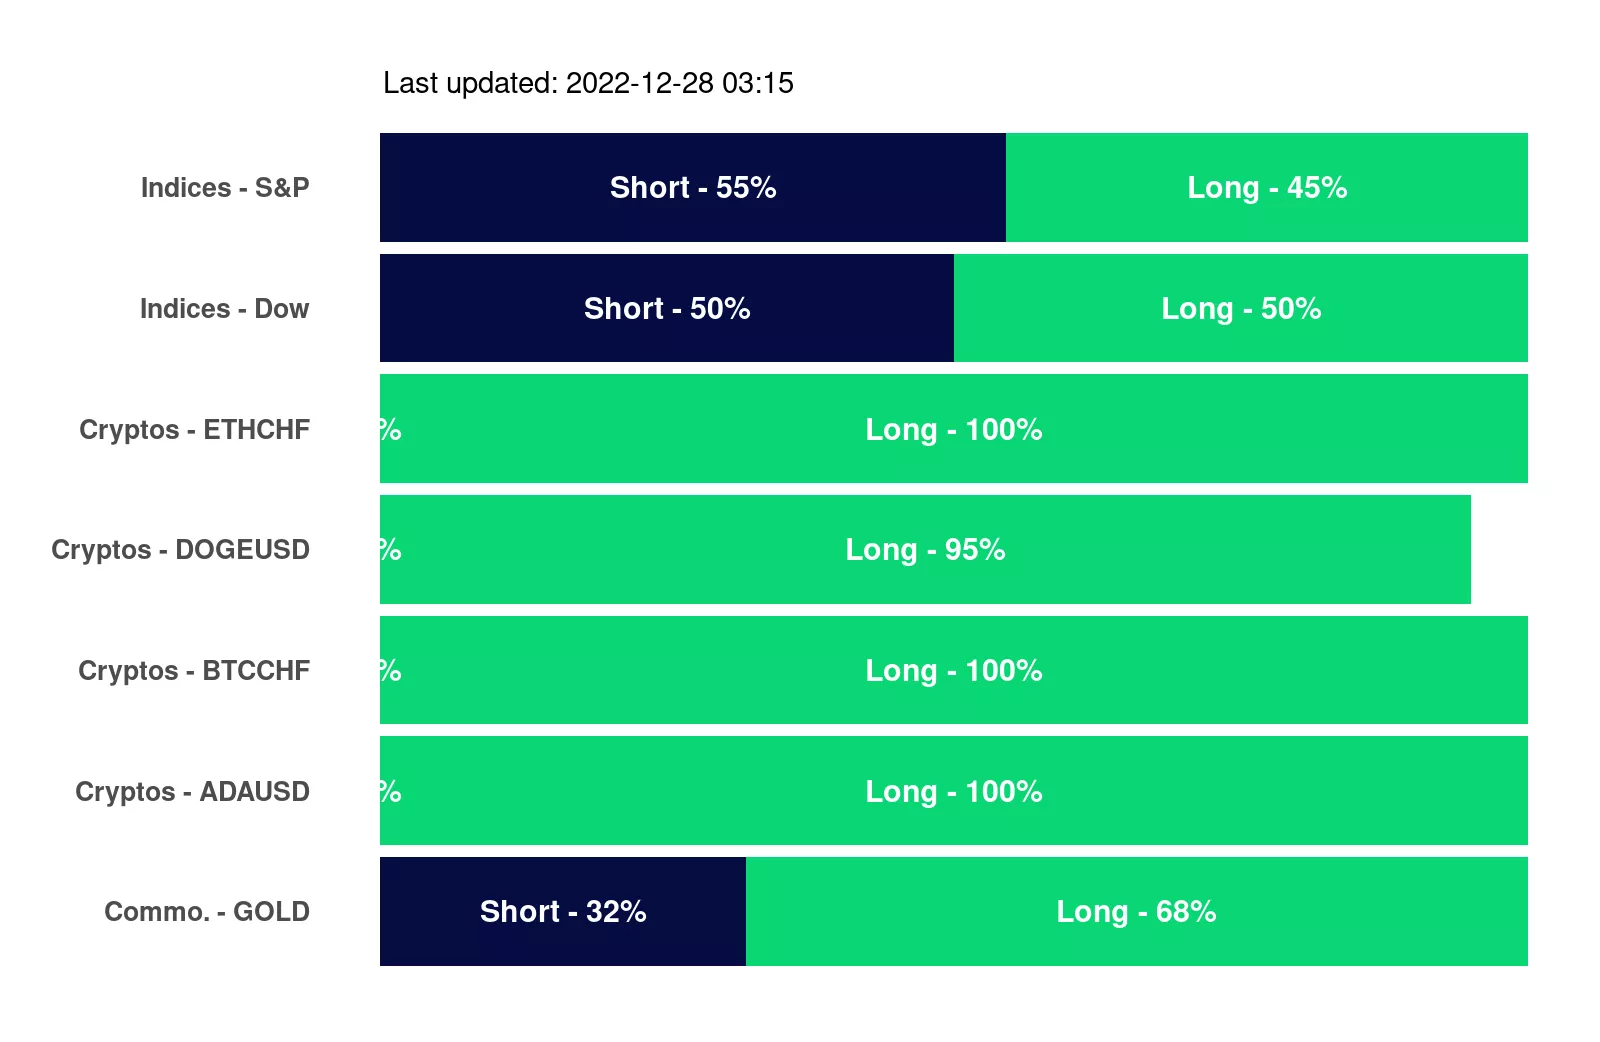 Last updated: 2022-12-28 03:15
Indices - S&P Short - 55% Long - 45%
Indices - Dow Short - 50% Long - 50%
Cryptos - ETHCHF % Long - 100%
Cryptos - DOGEUSD % Long - 95%
Cryptos - BTCCHF % Long - 100%
Cryptos - ADAUSD % Long - 100%
Commo. - GOLD Short - 32% Long - 68%